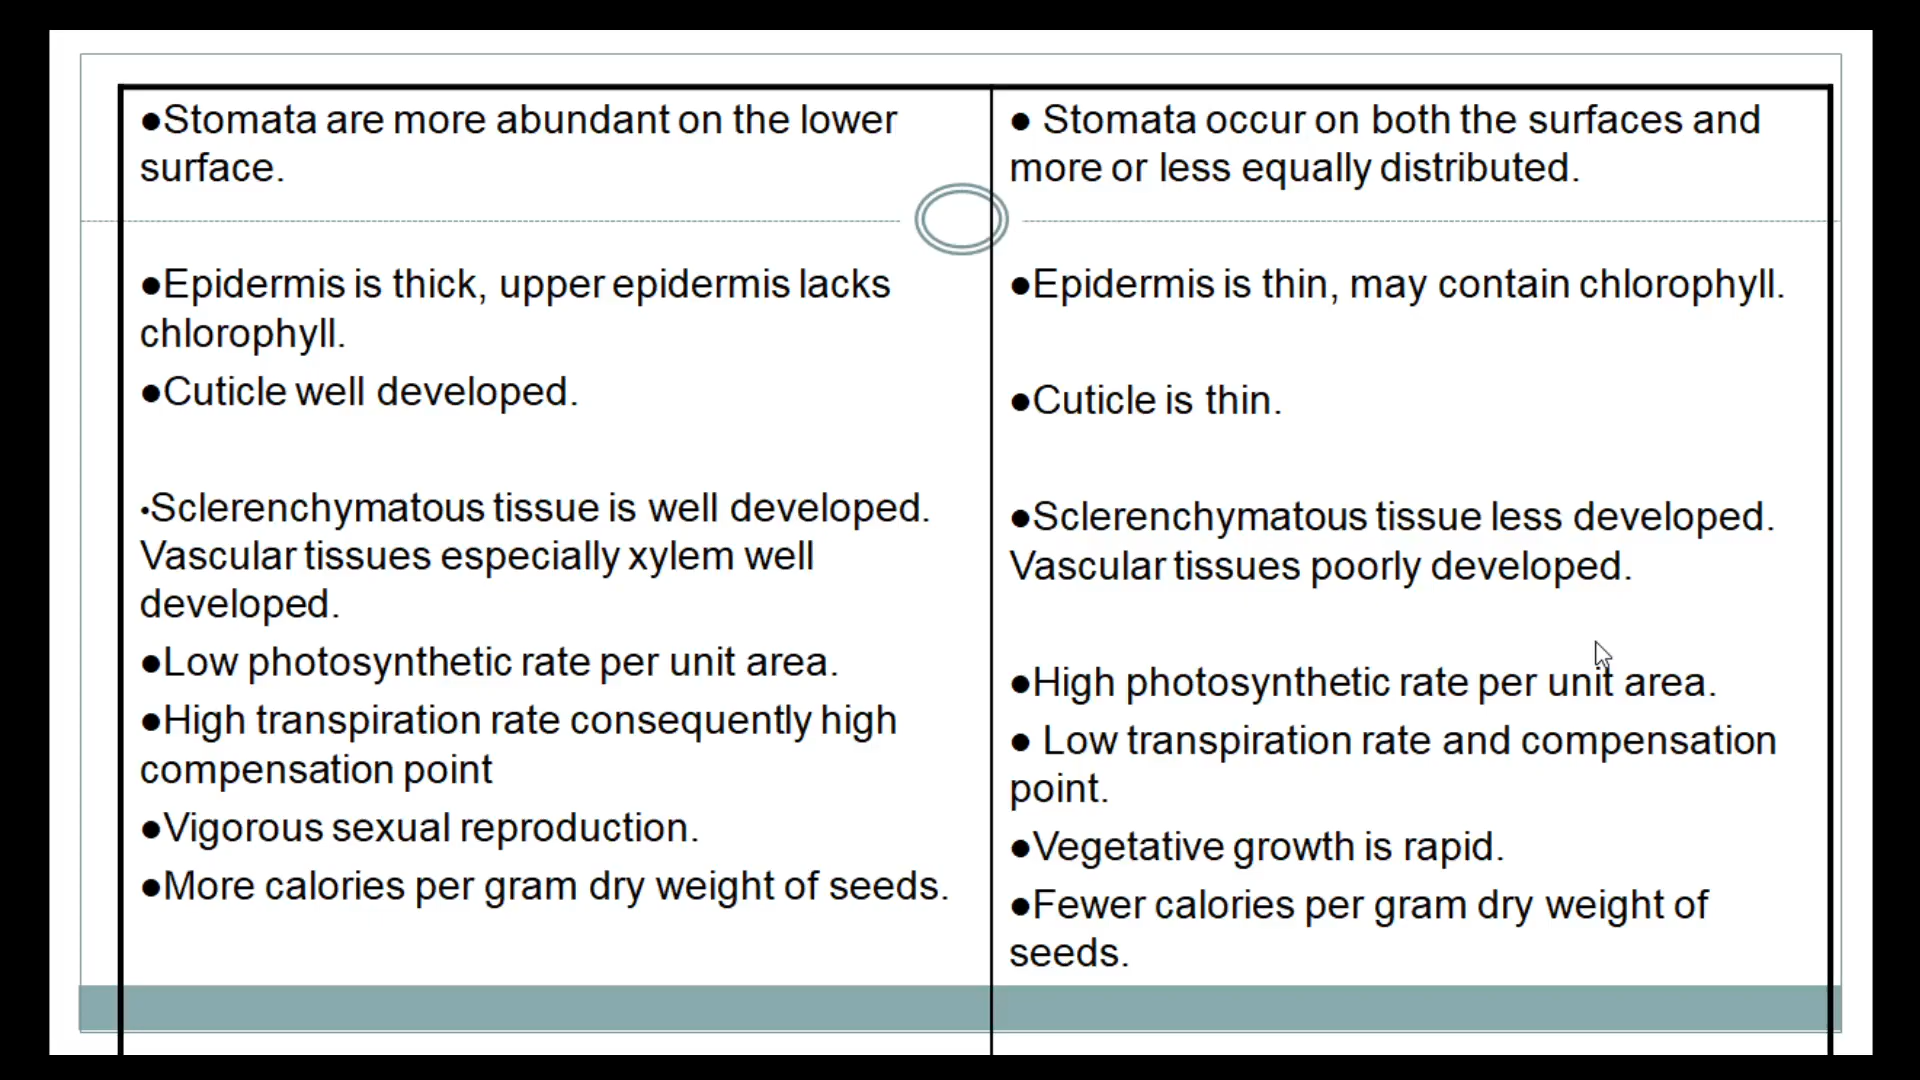 ●Stomata are more abundant on the lower
surface.
●Epidermis is thick, upper epidermis lacks
chlorophyll.
●Cuticle well developed.
•Sclerenchymatous tissue is well developed.
Vascular tissues especially xylem well
developed.
●Low photosynthetic rate per unit area.
●High transpiration rate consequently high
compensation point
●Vigorous sexual reproduction.
●More calories per gram dry weight of seeds.
● Stomata occur on both the surfaces and
more or less equally distributed.
●Epidermis is thin, may contain chlorophyll.
●Cuticle is thin.
●Sclerenchymatous tissue less developed.
Vascular tissues poorly developed.
●High photosynthetic rate per unit area.
● Low transpiration rate and compensation
point.
●Vegetative growth is rapid.
●Fewer calories per gram dry weight of
seeds.